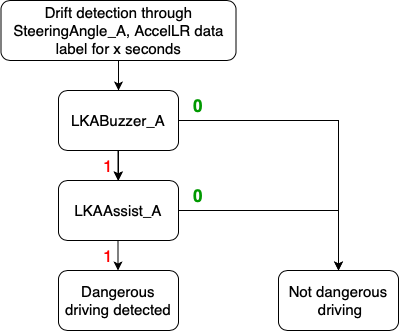 Drift detection through
SteeringAngle_A, AccelLR data
label for x seconds
LKABuzzer_A
0
1
LKAAssist_A
0
1
Dangerous
driving detected
Not dangerous
driving